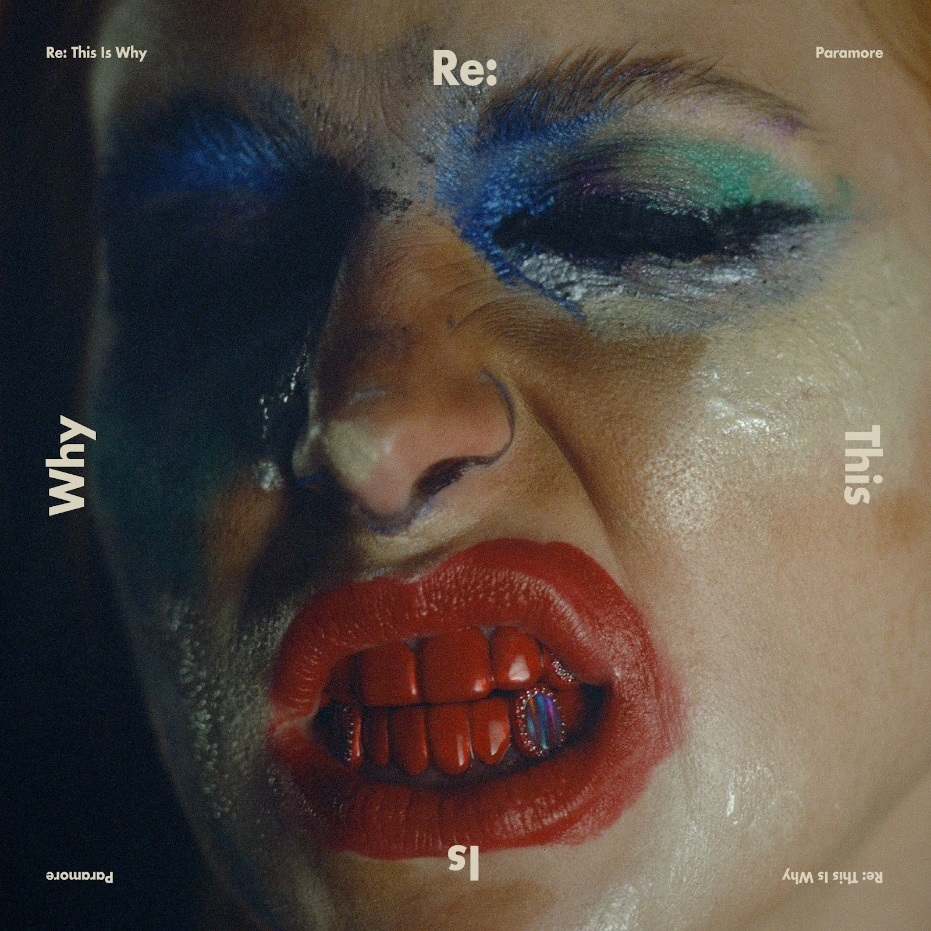 Re: This Is Why
Re:
Paramore
This
Re: This Is Why
Is
Paramore
Why